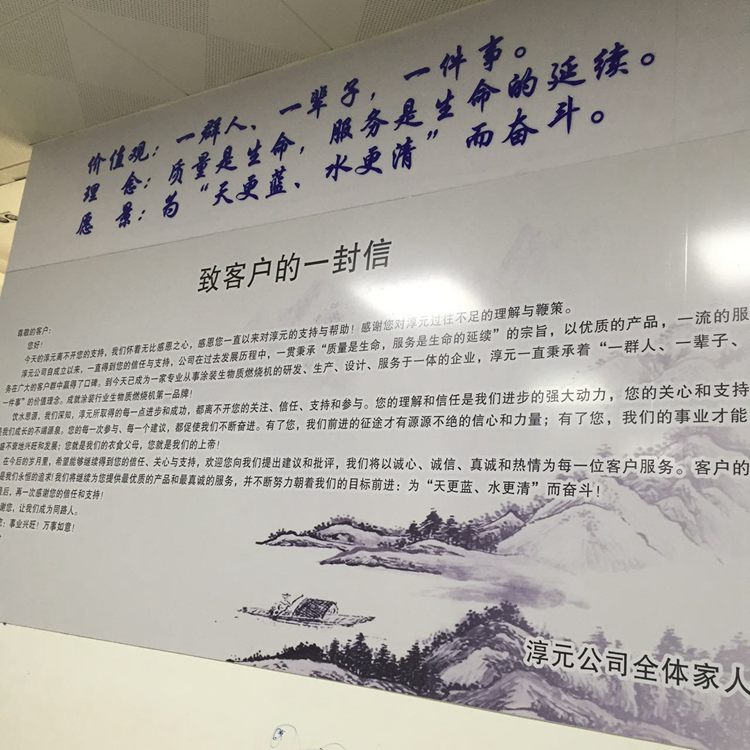 价值观：一群人、一辈子，一件事。
理 念：质量是生命，服务是生命的延续。
愿 景：为“天更蓝、水更清”而奋斗。
致客户的一封信
尊敬的客户：
您好！
今天的淳元离不开您的支持，我们怀着无比感恩之心，感恩您一直以来对淳元的支持与帮助！感谢您对淳元过往不足的理解与鞭策。
淳元公司自成立以来，一直得到您的信任与支持，公司在过去发展历程中，一贯秉承“质量是生命，服务是生命的延续”的宗旨，以优质的产品，一流的服
务在广大的客户群中赢得了口碑。到今天已成为一家专业从事涂装生物质燃烧机的研发、生产、设计、服务于一体的企业，淳元一直秉承着“一群人、一辈子、
一件事”的价值理念。成就涂装行业生物质燃烧机第一品牌！
饮水思源，我们深知，淳元所取得的每一点进步和成功，都离不开您的关注、信任、支持和参与。您的理解和信任是我们进步的强大动力，您的关心和支持
是我们成长的不竭源泉。您的每一次参与、每一个建议，都促使我们不断奋进。有了您，我们前进的征途才有源源不绝的信心和力量；有了您，我们的事业才能
盛不衰地兴旺和发展；您就是我们的衣食父母，您就是我们的上帝！
在今后的岁月里，希望能够继续得到您的信任、关心与支持，欢迎您向我们提出建议和批评，我们将以诚心、诚信、真诚和热情为每一位客户服务。客户的
是我们永恒的追求！我们将继续为您提供最优质的产品和最真诚的服务，并不断努力朝着我们的目标前进：为“天更蓝、水更清”而奋斗！
最后，再一次感谢您的信任和支持！
谢您，让我们成为同路人。
您：事业兴旺！万事如意！
淳元公司全体家人